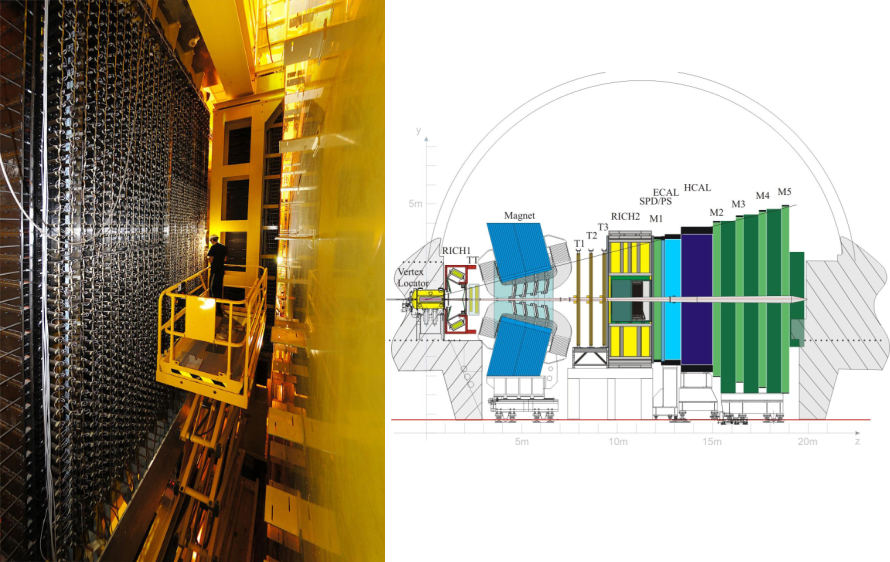 y
5m
Vertex
Locator
RICH1
TT
Magnet
T1
T2
T3
RICH2
SPD/PS
ECAL
M1
HCAL
M2
M3
M4
M5
5m
10m
15m
20m
z